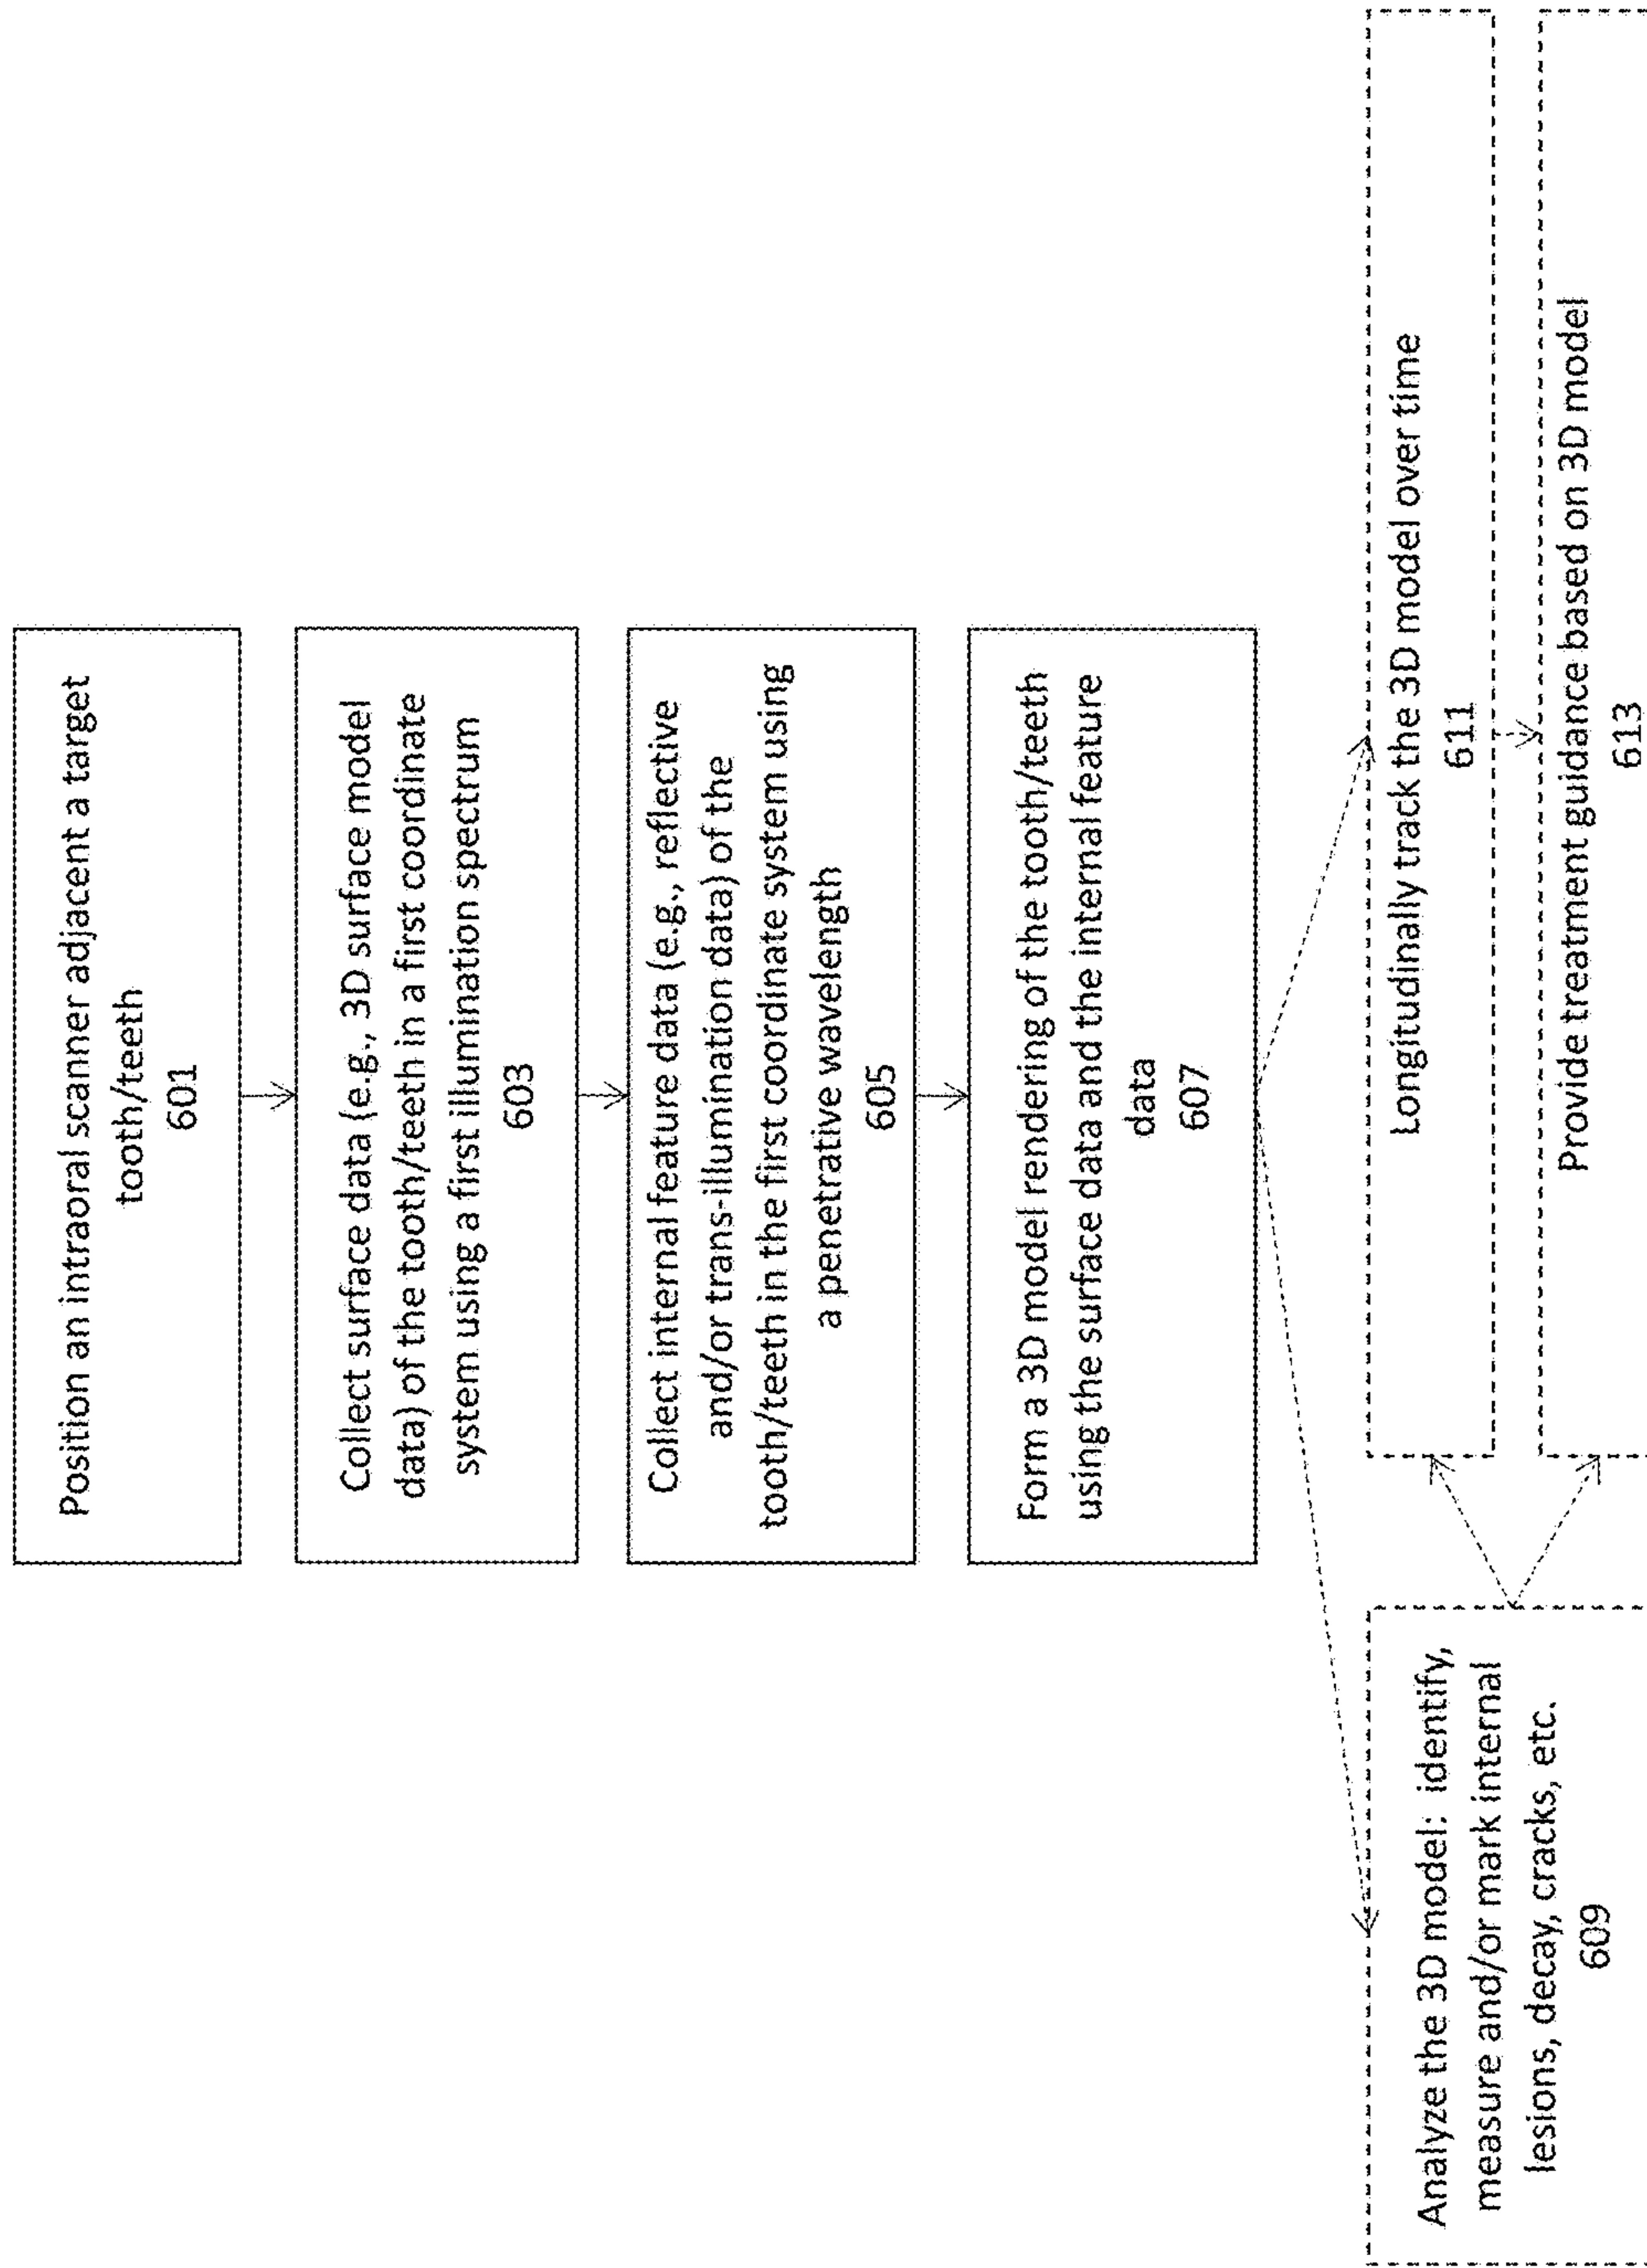 Position an intraoral scanner adjacent a target
tooth/teeth
601
Collect surface data (e.g., 3D surface model
data) of the tooth/teeth in a first coordinate
system using a first illumination spectrum
603
Collect internal feature data (e.g., reflective
and/or trans-illumination data) of the
tooth/teeth in the first coordinate system using
a penetrative wavelength
605
Form a 3D model rendering of the tooth/teeth
using the surface data and the internal feature
data
607
Analyze the 3D model: identify,
measure and/or mark internal
lesions, decay, cracks, etc.
609
Longitudinally track the 3D model over time
611
Provide treatment guidance based on 3D model
613